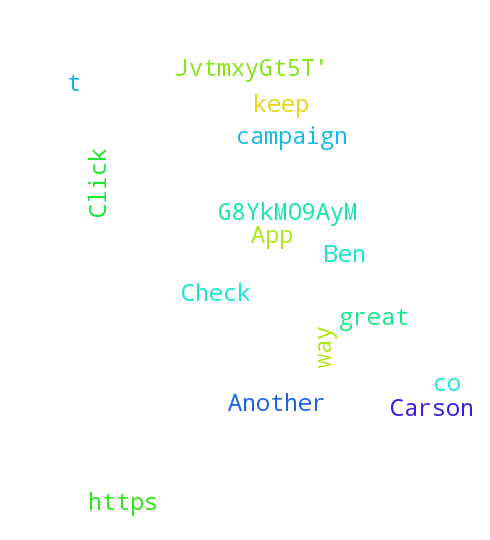 JvtmxyGt5T'
t
keep
campaign
Click
G8YkMO9AyM
App
Ben
Check
great
way
co
Another
Carson
https